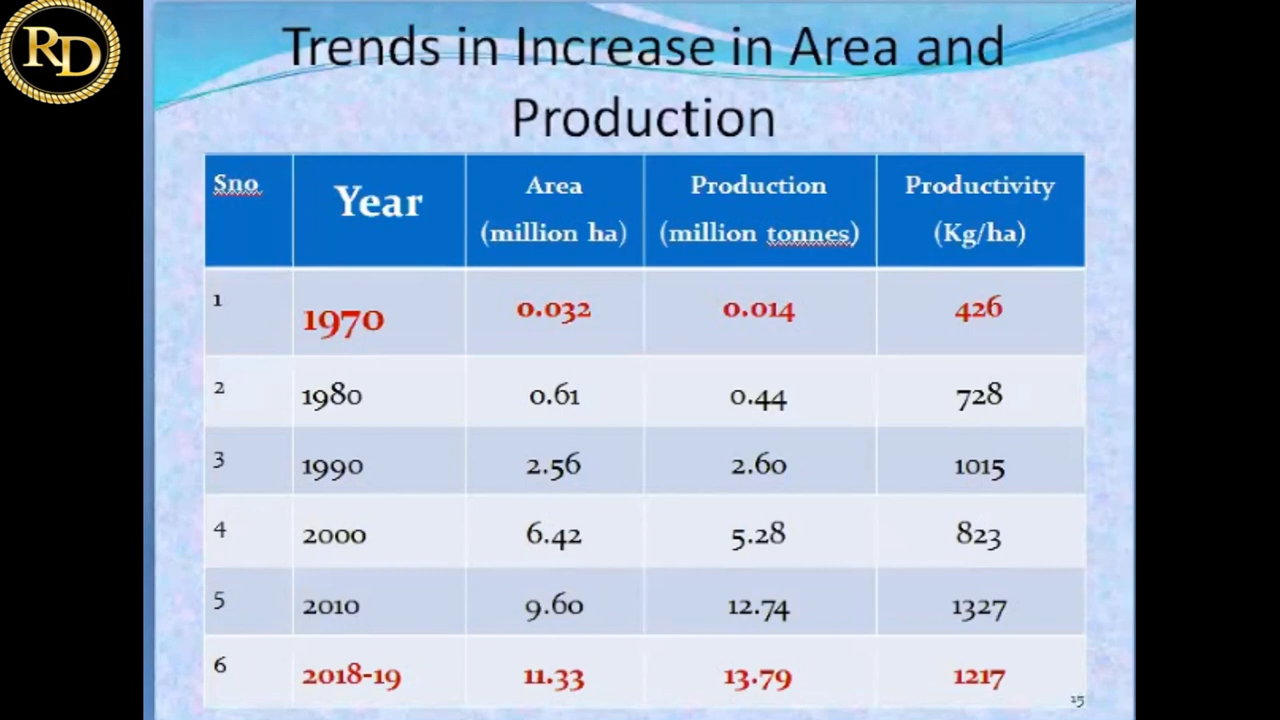 RD
Trends in Increase in Area and
Production
Sno Year Area (million ha) Production (million tonnes) Productivity (Kg/ha)
1 1970 0.032 0.014 426
2 1980 0.61 0.44 728
3 1990 2.56 2.60 1015
4 2000 6.42 5.28 823
5 2010 9.60 12.74 1327
6 2018-19 11.33 13.79 1217
15